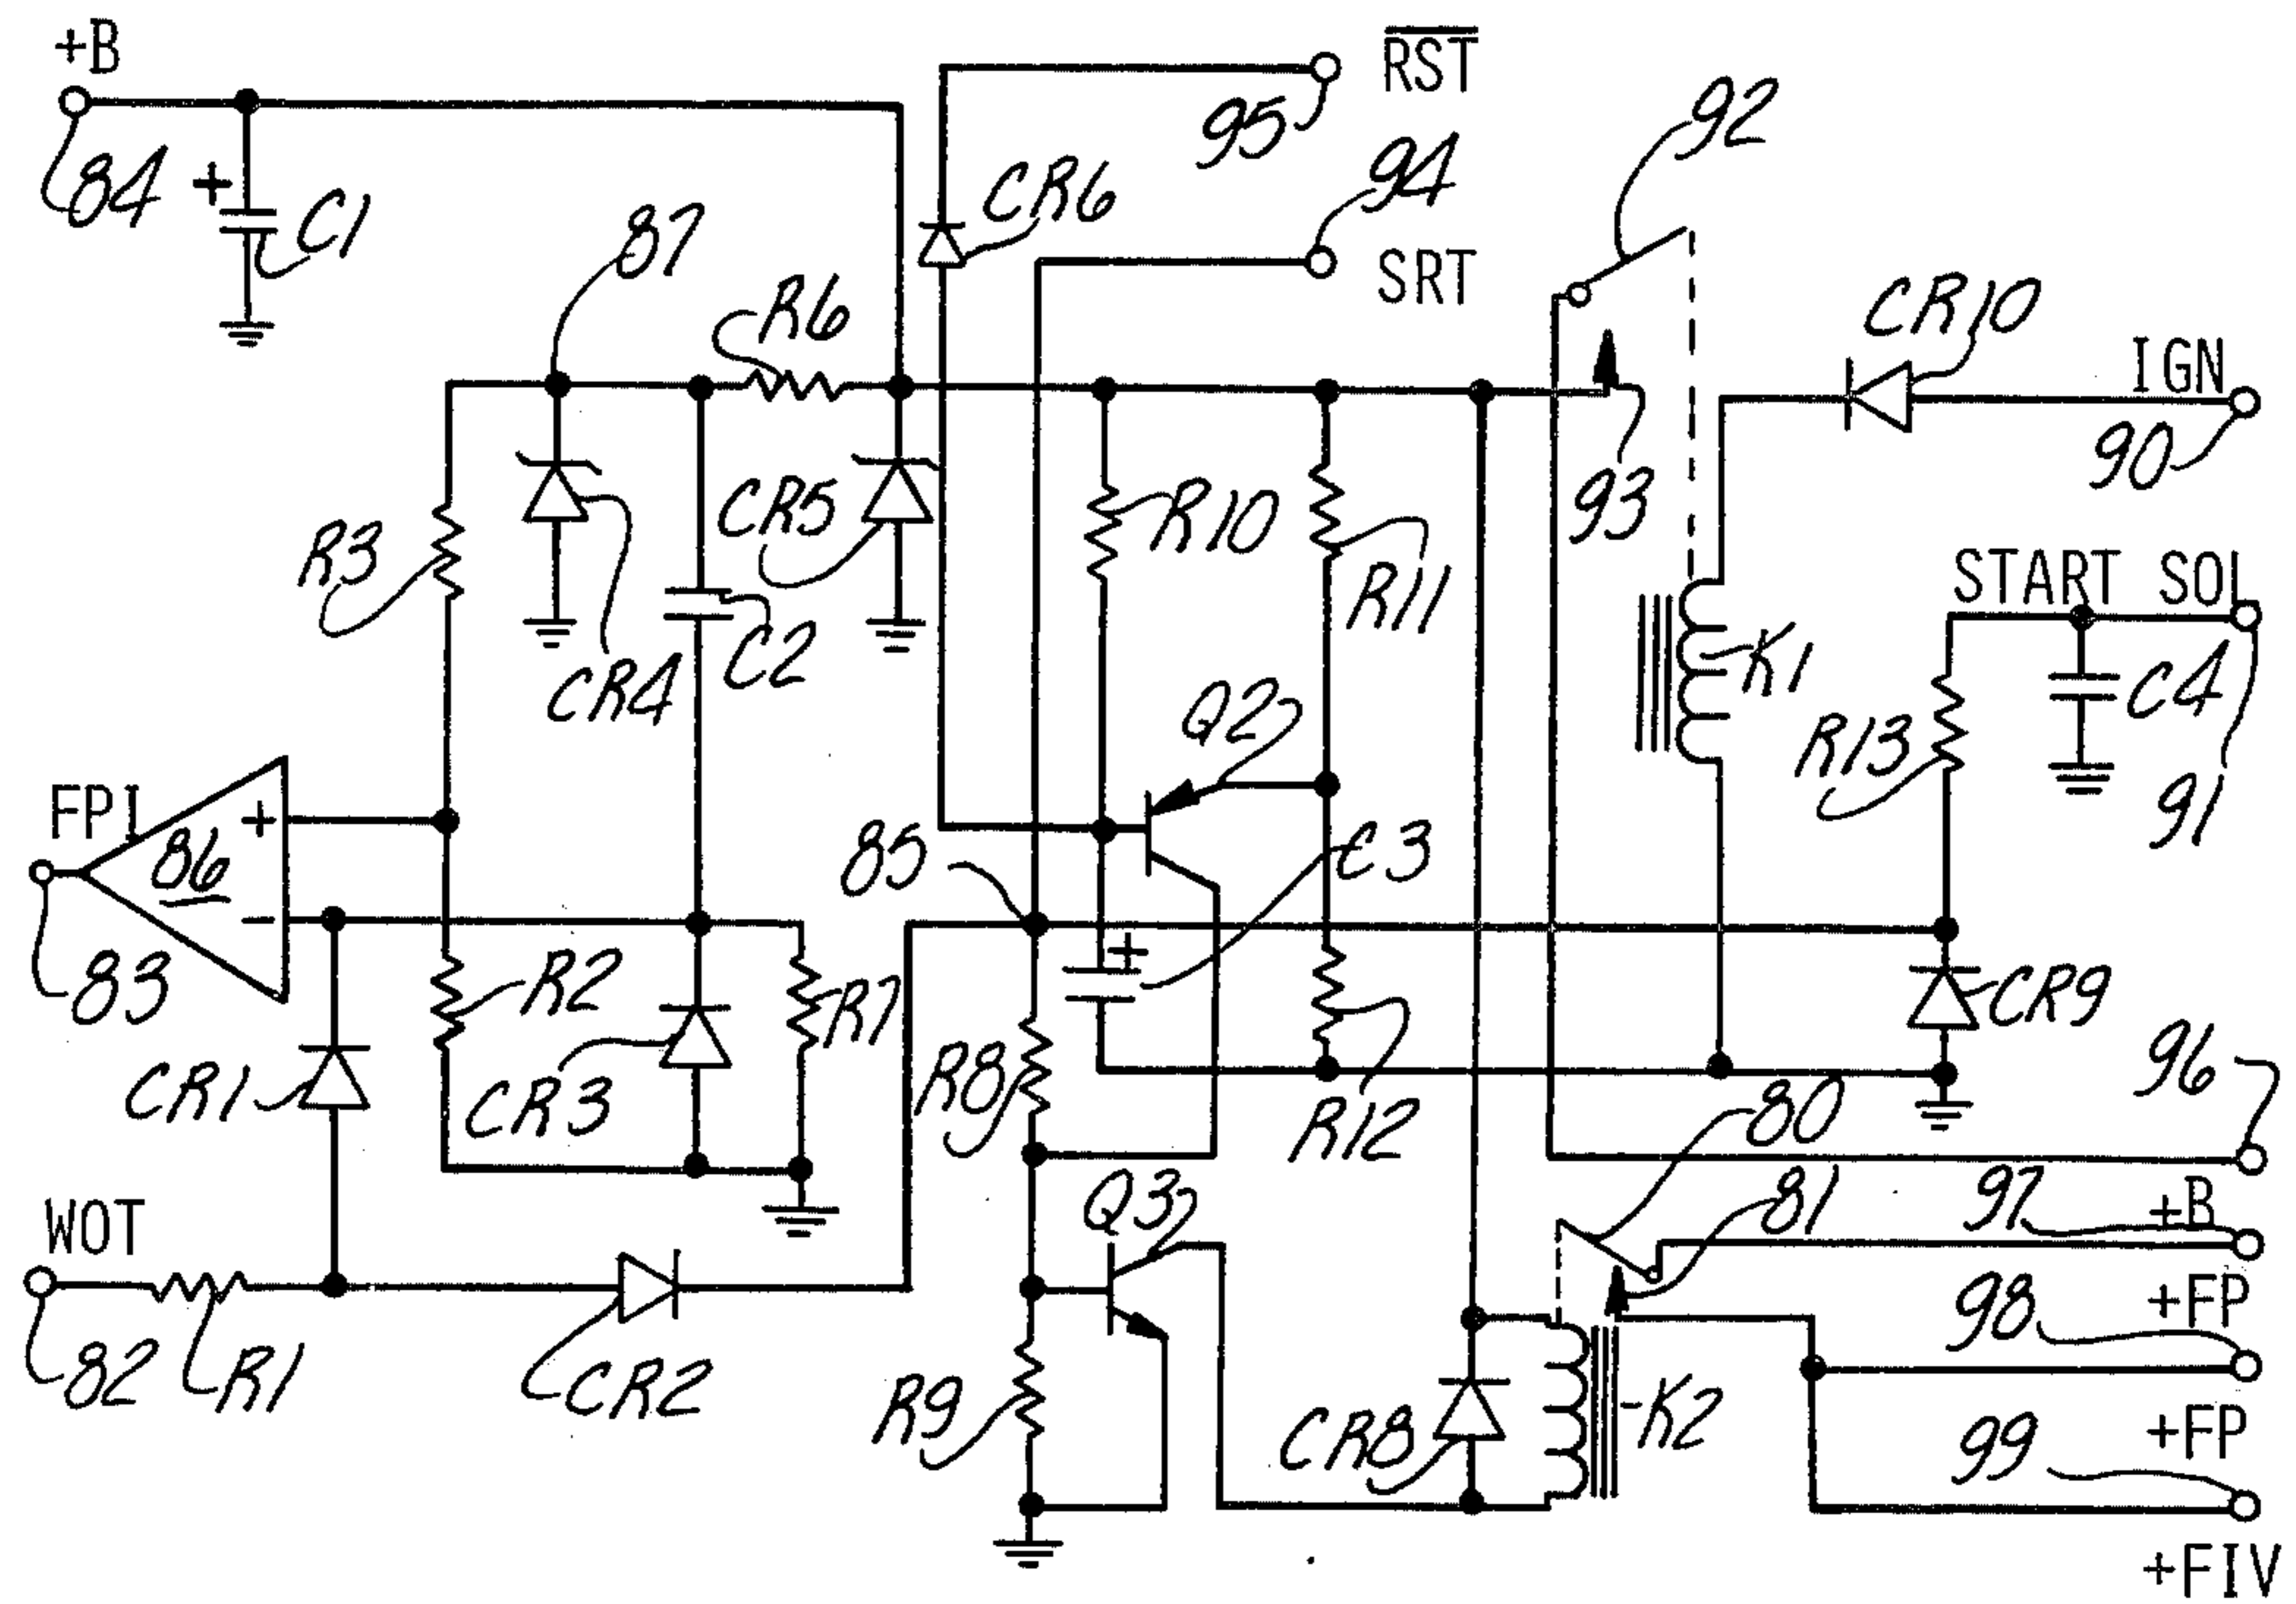 +B
RST
92
95
84
+
C1
CR6
94
87
SRT
R6
CR10
IGN
90
CR5
R10
93
R3
R11
START SOL
CR4
C2
Q2
K1
C4
R13
91
FPI
+
86
85
C3
−
+
83
R2
R7
CR9
CR1
CR3
R8
R12
80
96
WOT
Q3
97
81
+B
98
+FP
82
R1
CR2
R9
CR8
K2
+FP
99
+FIV